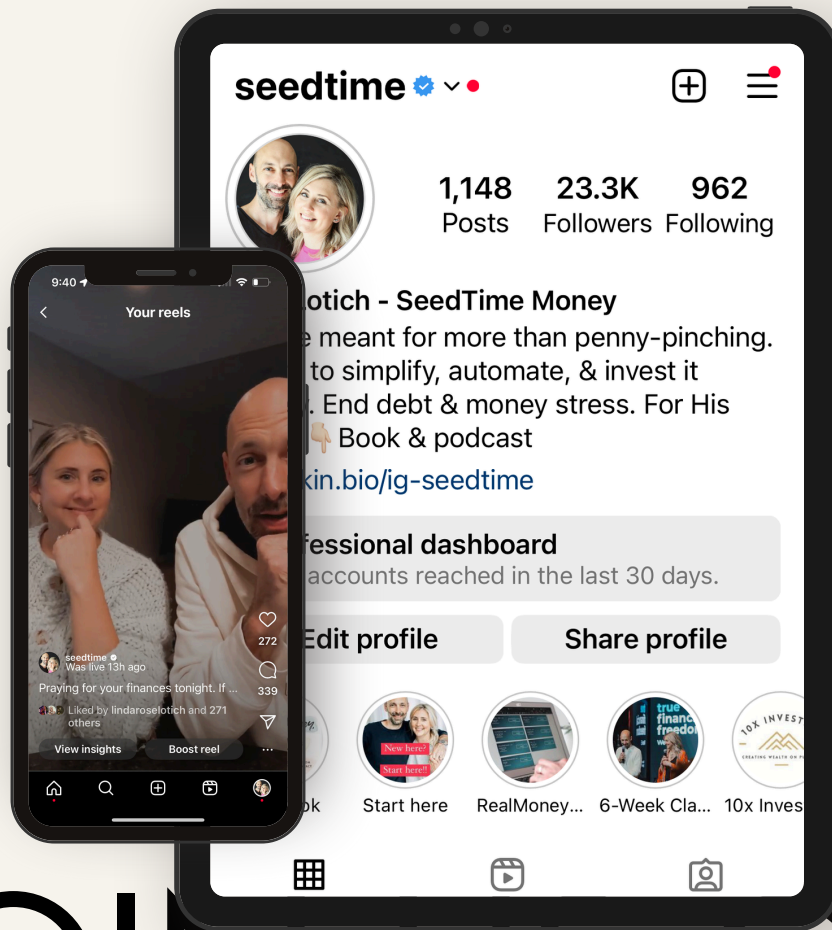 seedtime
1,148
Posts
23.3K
Followers
962
Following
otich - SeedTime Money
meant for more than penny-pinching.
to simplify, automate, & invest it
End debt & money stress. For His
Book & podcast
kin.bio/ig-seedtime
fessional dashboard
accounts reached in the last 30 days.
Edit profile
Share profile
New here?
Start here!!
true
financ
freedo
10X INVEST
Start here
RealMoney...
6-Week Cla...
10x Inves
9:40
Your reels
272
339
seedtime
Was live 13h ago
Praying for your finances tonight. If ...
Liked by lindaroselotich and 271
others
View insights
Boost reel